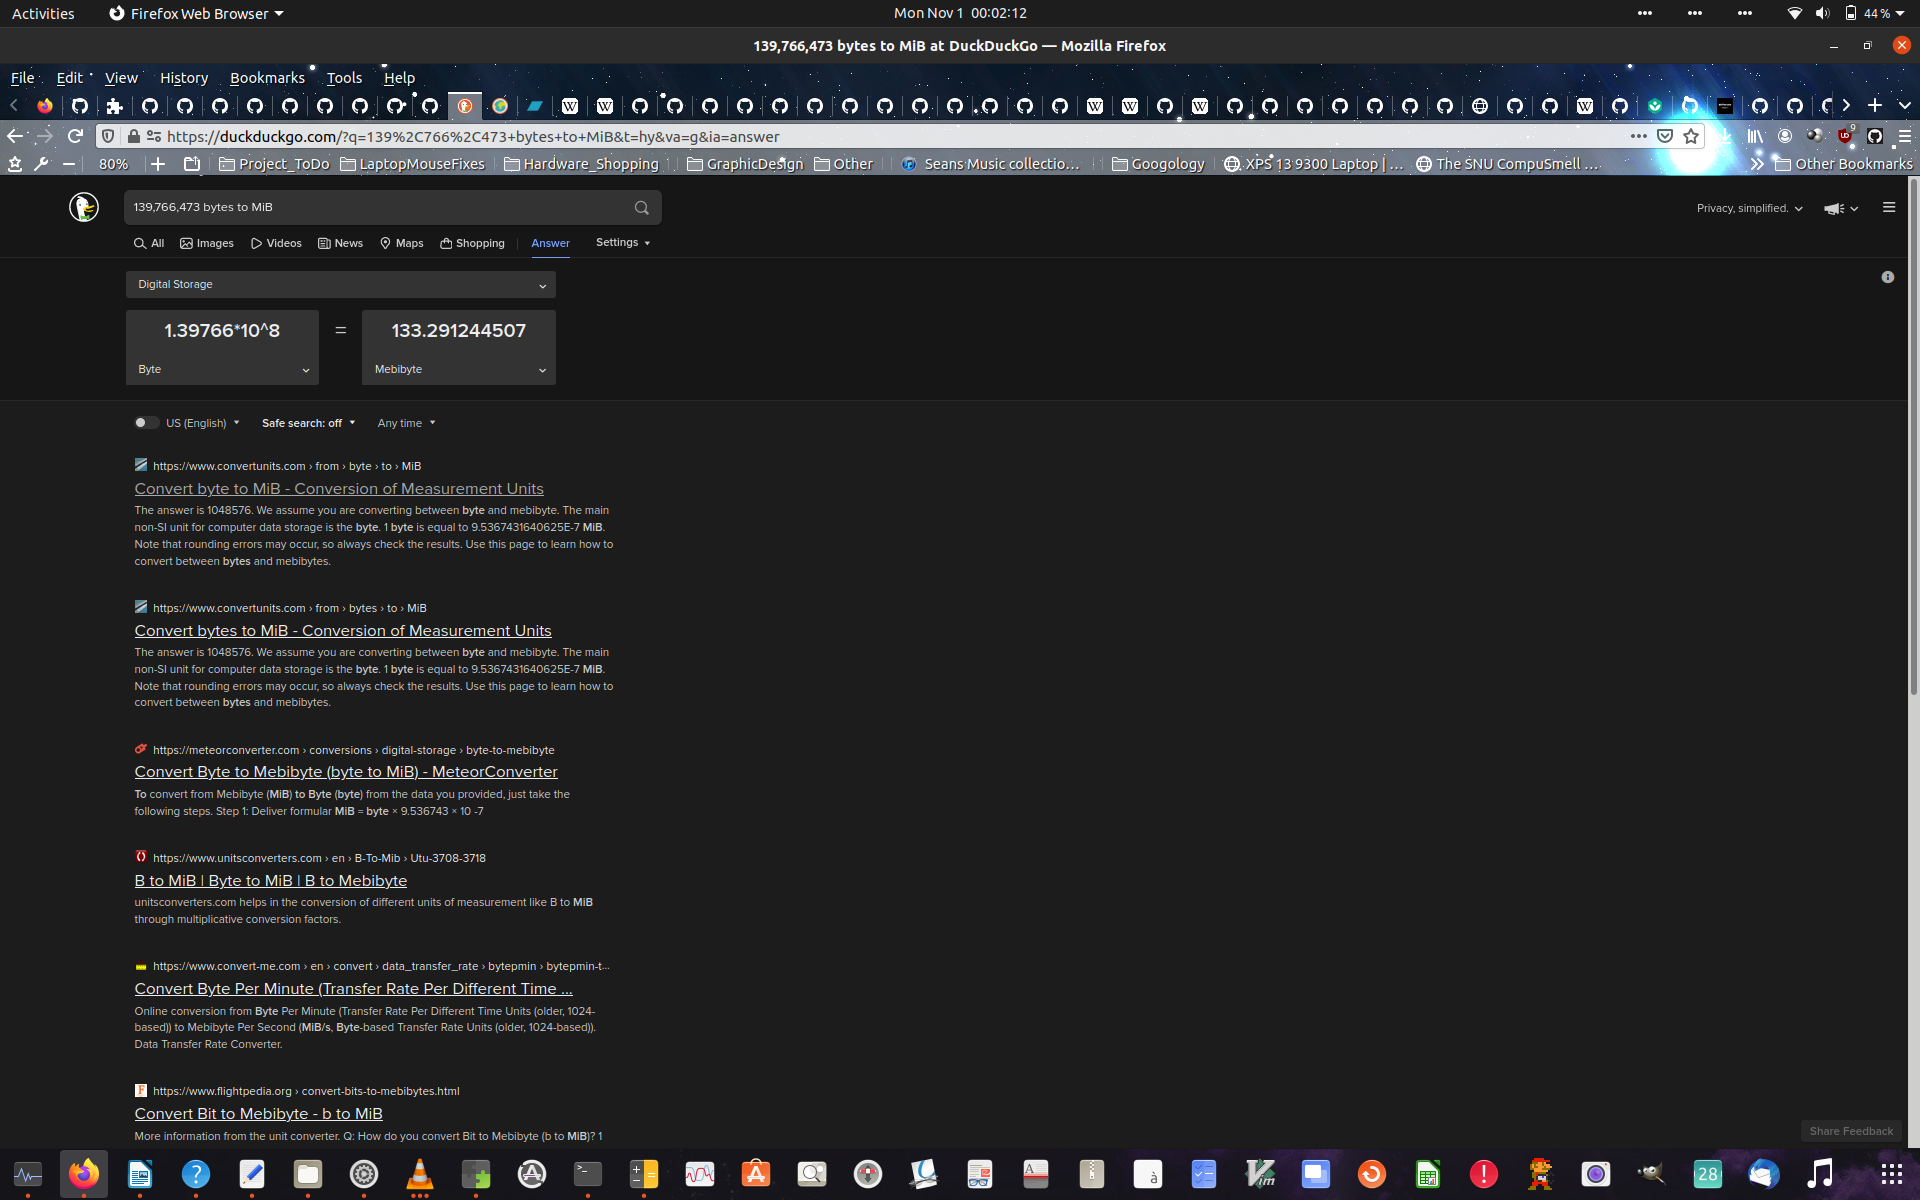 Activities
Firefox Web Browser
Mon Nov 1 00:02:12
44 %
139,766,473 bytes to MiB at DuckDuckGo — Mozilla Firefox
File Edit View History Bookmarks Tools Help
https://duckduckgo.com/?q=139%2C766%2C473+bytes+to+MiB&t=hy&va=g&ia=answer
9
80%
Project_ToDo
LaptopMouseFixes
Hardware_Shopping
GraphicDesign
Other
Seans Music collectio...
Googology
XPS 13 9300 Laptop | ...
The SNU CompuSmell ...
Other Bookmarks
139,766,473 bytes to MiB
Privacy, simplified.
All Images Videos News Maps Shopping Answer Settings
Digital Storage
1.39766*10^8 = 133.291244507
Byte Mebibyte
US (English) Safe search: off Any time
https://www.convertunits.com › from › byte › to › MiB
Convert byte to MiB - Conversion of Measurement Units
The answer is 1048576. We assume you are converting between byte and mebibyte. The main
non-SI unit for computer data storage is the byte. 1 byte is equal to 9.5367431640625E-7 MiB.
Note that rounding errors may occur, so always check the results. Use this page to learn how to
convert between bytes and mebibytes.
https://www.convertunits.com › from › bytes › to › MiB
Convert bytes to MiB - Conversion of Measurement Units
The answer is 1048576. We assume you are converting between byte and mebibyte. The main
non-SI unit for computer data storage is the byte. 1 byte is equal to 9.5367431640625E-7 MiB.
Note that rounding errors may occur, so always check the results. Use this page to learn how to
convert between bytes and mebibytes.
https://meteorconverter.com › conversions › digital-storage › byte-to-mebibyte
Convert Byte to Mebibyte (byte to MiB) - MeteorConverter
To convert from Mebibyte (MiB) to Byte (byte) from the data you provided, just take the
following steps. Step 1: Deliver formular MiB = byte × 9.536743 × 10 -7
https://www.unitsconverters.com › en › B-To-Mib › Utu-3708-3718
B to MiB | Byte to MiB | B to Mebibyte
unitsconverters.com helps in the conversion of different units of measurement like B to MiB
through multiplicative conversion factors.
https://www.convert-me.com › en › convert › data_transfer_rate › bytepmin › bytepmin-t...
Convert Byte Per Minute (Transfer Rate Per Different Time ...
Online conversion from Byte Per Minute (Transfer Rate Per Different Time Units (older, 1024-
based)) to Mebibyte Per Second (MiB/s, Byte-based Transfer Rate Units (older, 1024-based)).
Data Transfer Rate Converter.
https://www.flightpedia.org › convert-bits-to-mebibytes.html
Convert Bit to Mebibyte - b to MiB
More information from the unit converter. Q: How do you convert Bit to Mebibyte (b to MiB)? 1
Share Feedback
28